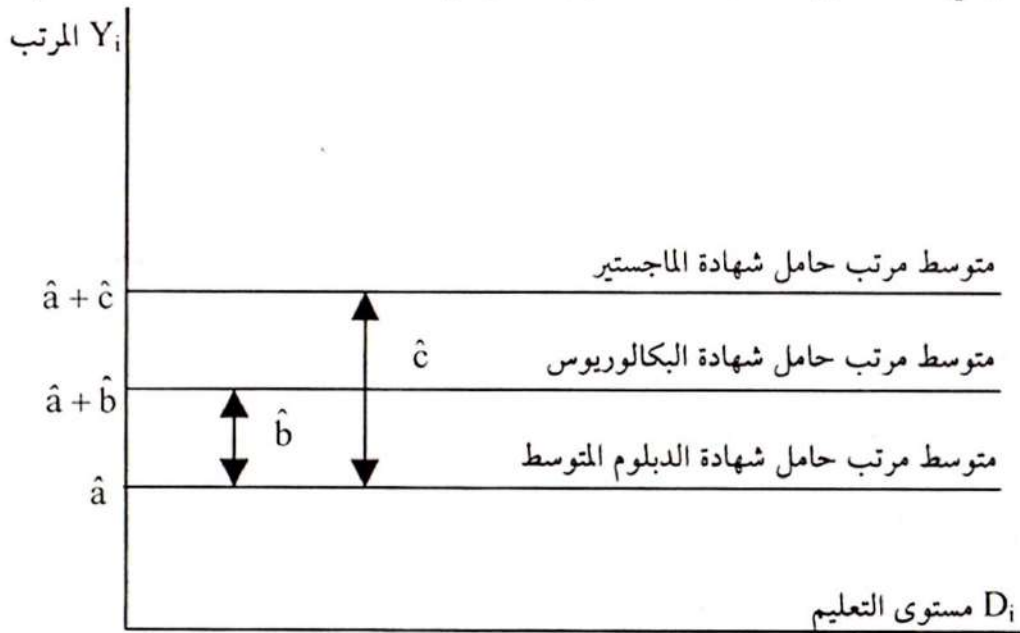 المرتب Yᵢ
متوسط مرتب حامل شهادة الماجستير
â + ĉ
ĉ
متوسط مرتب حامل شهادة البكالوريوس
â + b̂
b̂
متوسط مرتب حامل شهادة الدبلوم المتوسط
â
مستوى التعليم Dᵢ